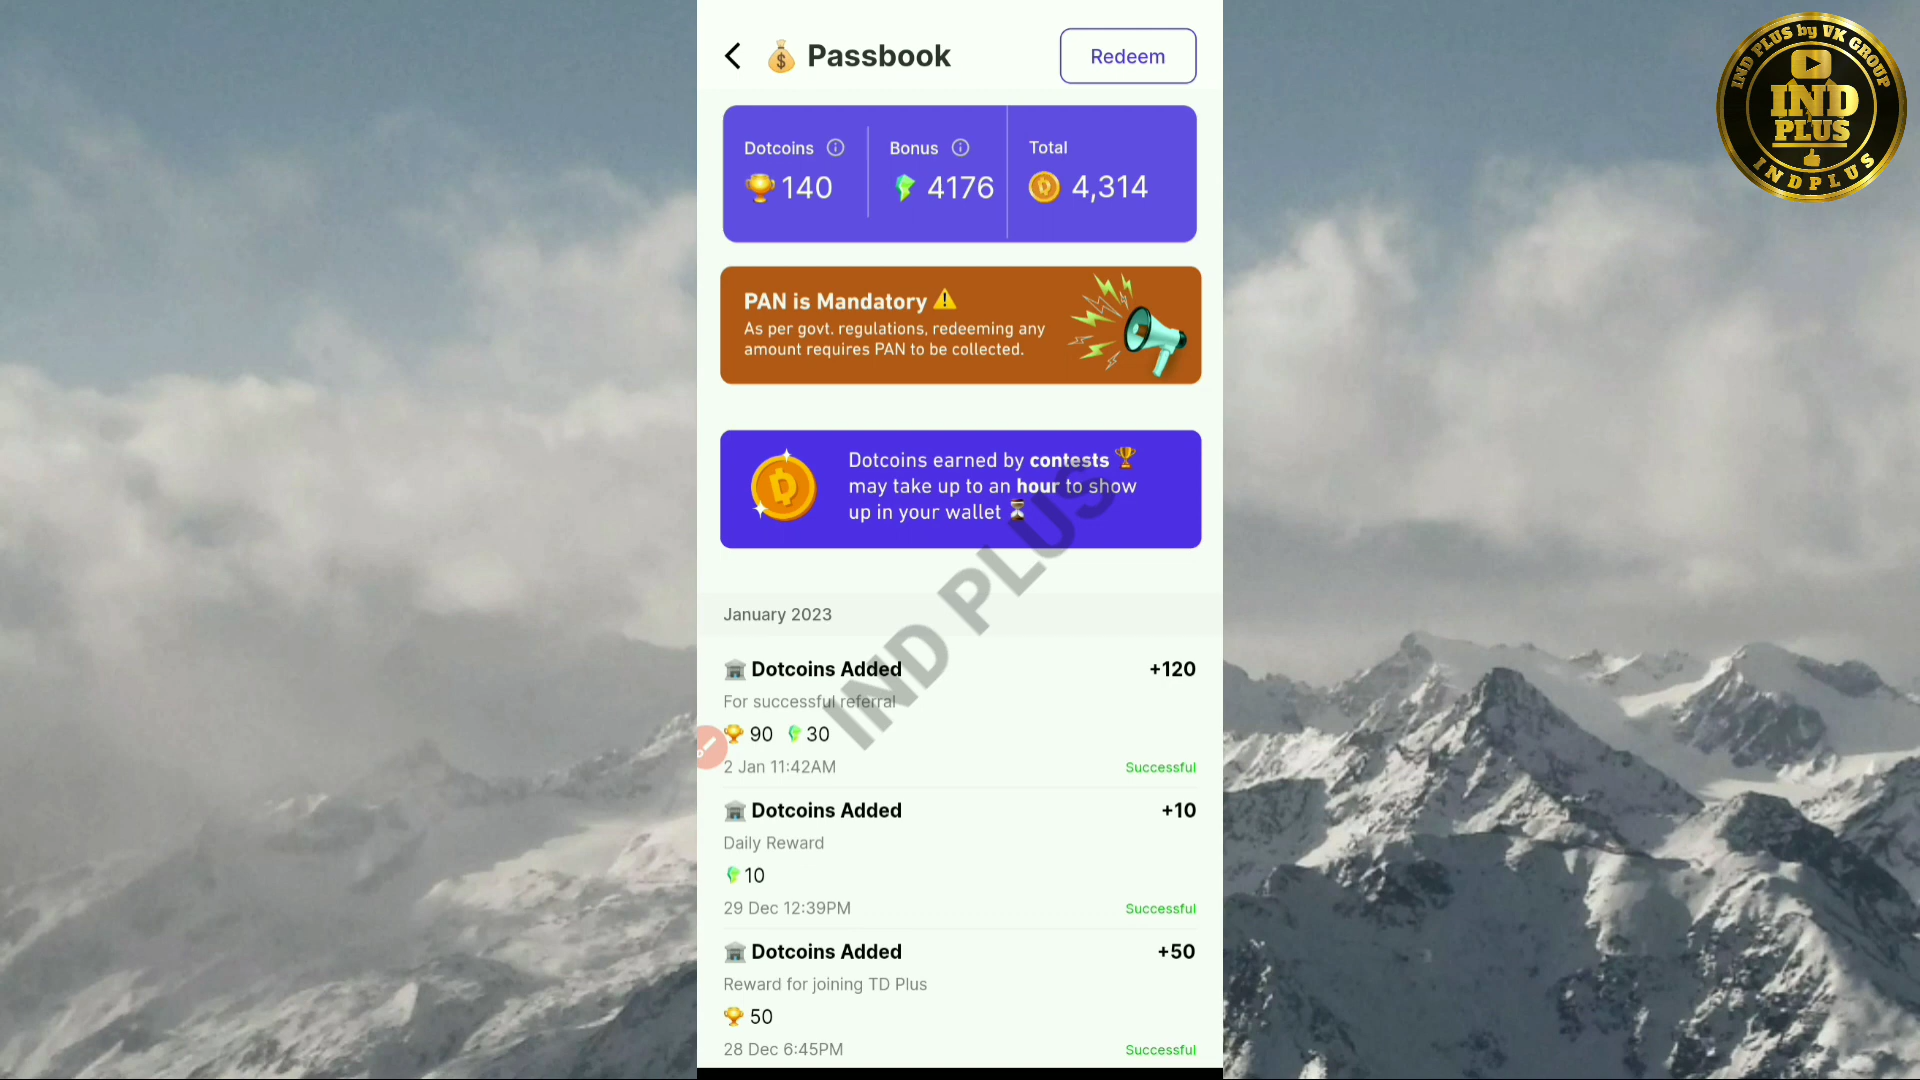 Passbook
Redeem
Dotcoins
Bonus
Total
140
4176
4,314
PAN is Mandatory
As per govt. regulations, redeeming any
amount requires PAN to be collected.
Dotcoins earned by contests
may take up to an hour to show
up in your wallet
IND PLUS
January 2023
Dotcoins Added
+120
For successful referral
90 30
2 Jan 11:42AM
Successful
Dotcoins Added
+10
Daily Reward
10
29 Dec 12:39PM
Successful
Dotcoins Added
+50
Reward for joining TD Plus
50
28 Dec 6:45PM
Successful
IND PLUS by VK GROUP
IND
PLUS
INDPLUS